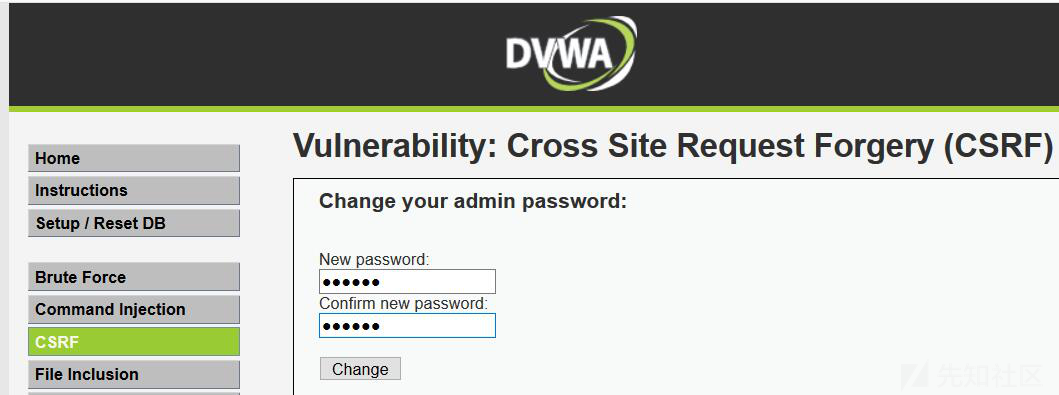 DVWA
Vulnerability: Cross Site Request Forgery (CSRF)
Home
Instructions
Setup / Reset DB
Brute Force
Command Injection
CSRF
File Inclusion
Change your admin password:
New password:
••••••
Confirm new password:
••••••
Change
先知社区